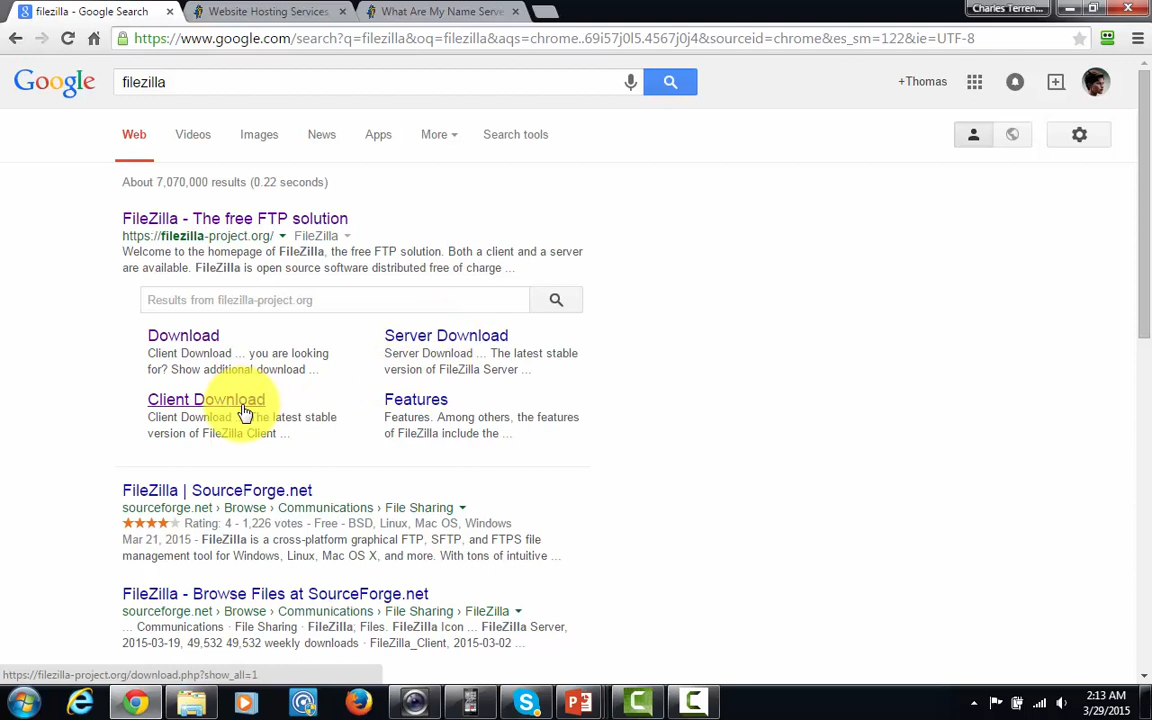 filezilla - Google Search
Website Hosting Services
What Are My Name Serve
Charles Terren...
https://www.google.com/search?q=filezilla&oq=filezilla&aqs=chrome..69i57j0l5.4567j0j4&sourceid=chrome&es_sm=122&ie=UTF-8
Google
filezilla
+Thomas
Web Videos Images News Apps More Search tools
About 7,070,000 results (0.22 seconds)
FileZilla - The free FTP solution
https://filezilla-project.org/ FileZilla
Welcome to the homepage of FileZilla, the free FTP solution. Both a client and a server
are available. FileZilla is open source software distributed free of charge ...
Results from filezilla-project.org
Download
Client Download ... you are looking
for? Show additional download ...
Server Download
Server Download ... The latest stable
version of FileZilla Server ...
Client Download
Client Download ... The latest stable
version of FileZilla Client ...
Features
Features. Among others, the features
of FileZilla include the ...
FileZilla | SourceForge.net
sourceforge.net › Browse › Communications › File Sharing
Rating: 4 - 1,226 votes - Free - BSD, Linux, Mac OS, Windows
Mar 21, 2015 - FileZilla is a cross-platform graphical FTP, SFTP, and FTPS file
management tool for Windows, Linux, Mac OS X, and more. With tons of intuitive ...
FileZilla - Browse Files at SourceForge.net
sourceforge.net › Browse › Communications › File Sharing › FileZilla
... Communications · File Sharing · FileZilla; Files. FileZilla Icon ... FileZilla Server,
2015-03-19, 49,532 49,532 weekly downloads · FileZilla_Client, 2015-03-02 ...
https://filezilla-project.org/download.php?show_all=1
2:13 AM
3/29/2015